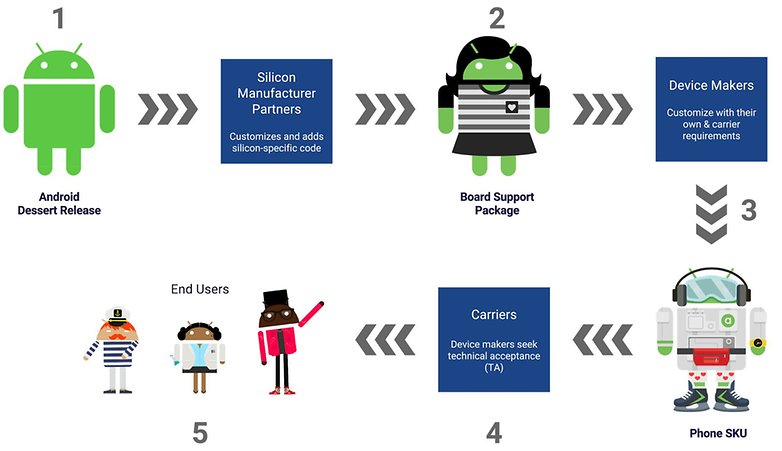 1
Android
Dessert Release
Silicon
Manufacturer
Partners
Customizes and adds
silicon-specific code
2
Board Support
Package
Device Makers
Customize with their
own & carrier
requirements
3
Phone SKU
Carriers
Device makers seek
technical acceptance
(TA)
4
End Users
5